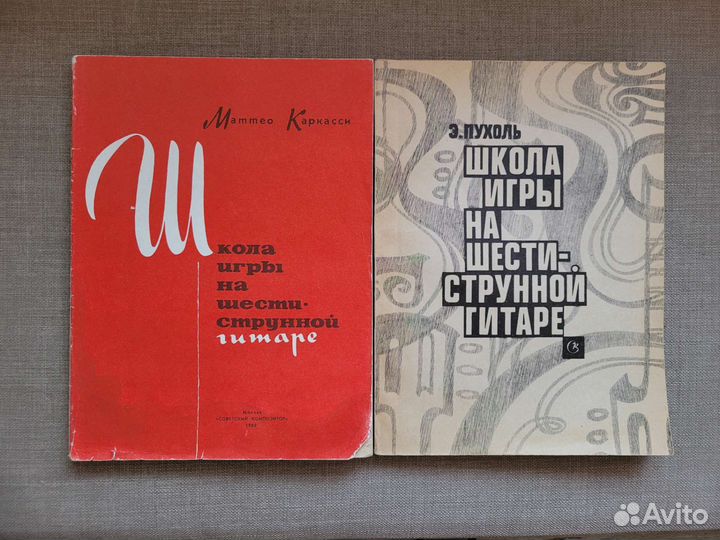 Маттео Каркасси
Школа
игры
на
шести-
струнной
гитаре
Москва
«СОВЕТСКИЙ КОМПОЗИТОР»
Э. ПУХОЛЬ
ШКОЛА
ИГРЫ
НА
ШЕСТИ-
СТРУННОЙ
ГИТАРЕ
Avito